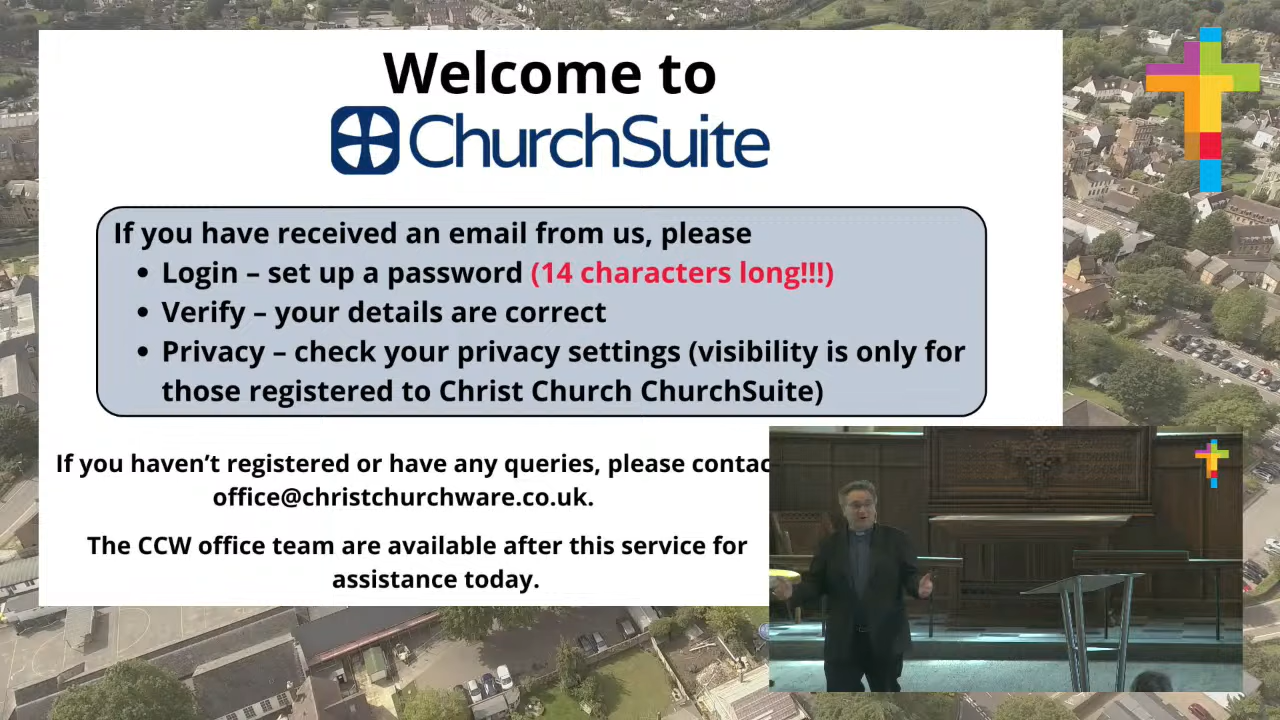 Welcome to
ChurchSuite
If you have received an email from us, please
• Login – set up a password (14 characters long!!!)
• Verify – your details are correct
• Privacy – check your privacy settings (visibility is only for
those registered to Christ Church ChurchSuite)
If you haven’t registered or have any queries, please contac
office@christchurchware.co.uk.
The CCW office team are available after this service for
assistance today.